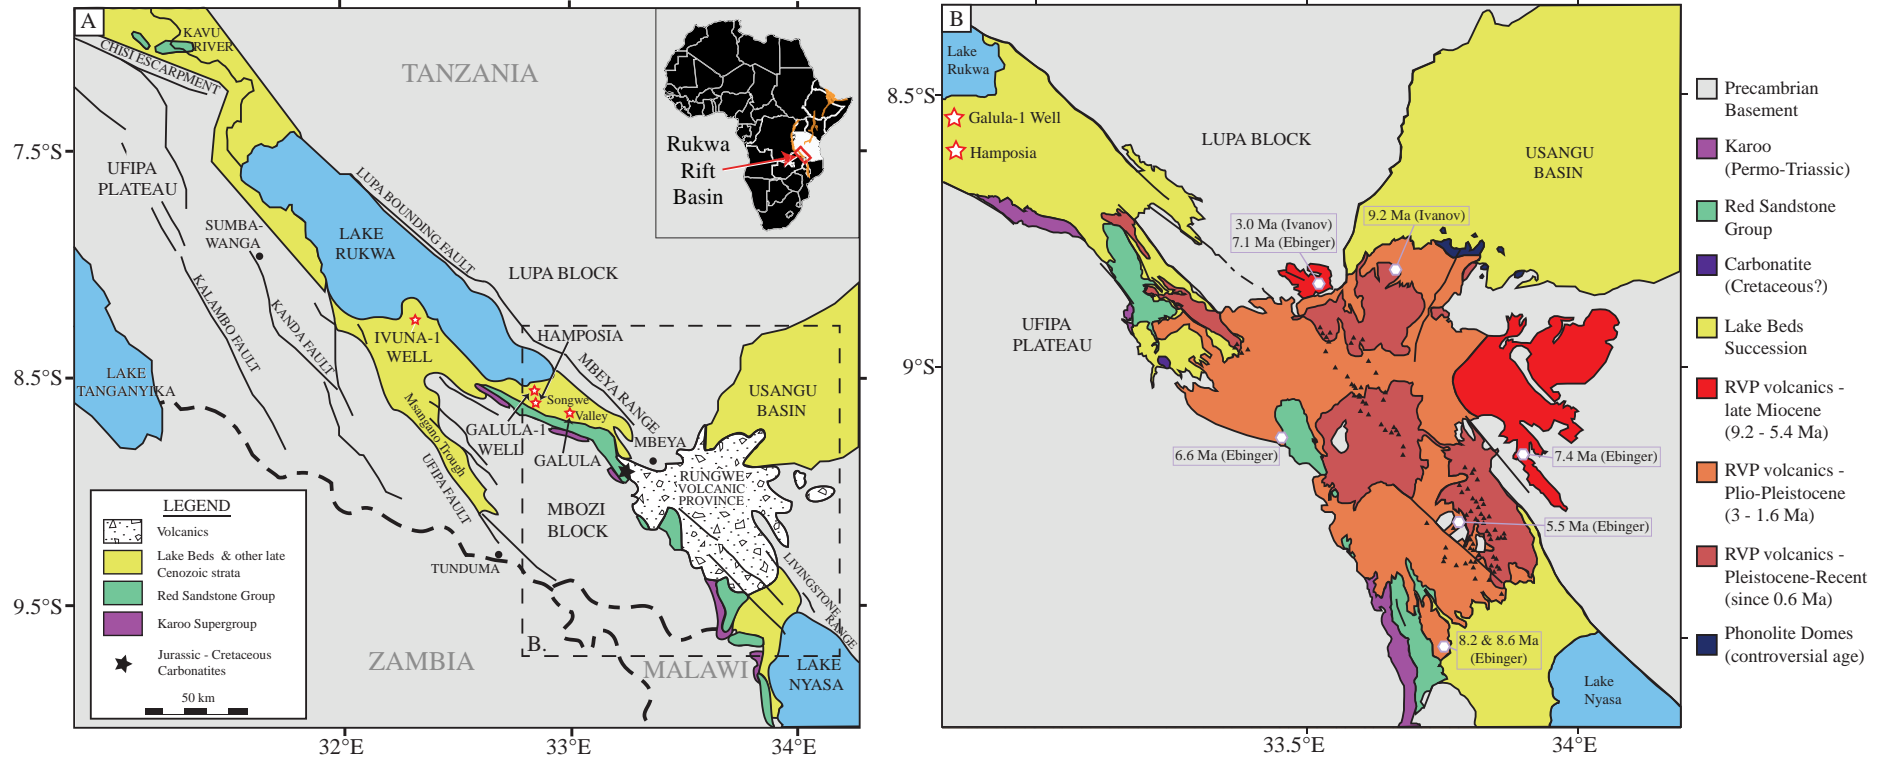 A
KAVU
RIVER
CHISI ESCARPMENT
TANZANIA
Rukwa
Rift
Basin
7.5°S
8.5°S
9.5°S
UFIPA
PLATEAU
SUMBA-
WANGA
LAKE
RUKWA
LUPA BOUNDING FAULT
LUPA BLOCK
KALAMBO FAULT
KANDA FAULT
IVUNA-1
WELL
HAMPOSIA
MBEYA RANGE
LAKE
TANGANYIKA
USANGU
BASIN
Songwe
Valley
Msangano Trough
GALULA-1
WELL
GALULA
MBEYA
UFIPA FAULT
RUNGWE
VOLCANIC
PROVINCE
MBOZI
BLOCK
TUNDUMA
LIVINGSTONE
RANGE
B.
ZAMBIA
MALAWI
LAKE
NYASA
LEGEND
Volcanics
Lake Beds & other late
Cenozoic strata
Red Sandstone Group
Karoo Supergroup
Jurassic - Cretaceous
Carbonatites
50 km
32°E
33°E
34°E
B
Lake
Rukwa
8.5°S
Galula-1 Well
Hamposia
LUPA BLOCK
USANGU
BASIN
3.0 Ma (Ivanov)
7.1 Ma (Ebinger)
9.2 Ma (Ivanov)
UFIPA
PLATEAU
9°S
6.6 Ma (Ebinger)
7.4 Ma (Ebinger)
5.5 Ma (Ebinger)
8.2 & 8.6 Ma
(Ebinger)
Lake
Nyasa
33.5°E
34°E
Precambrian
Basement
Karoo
(Permo-Triassic)
Red Sandstone
Group
Carbonatite
(Cretaceous?)
Lake Beds
Succession
RVP volcanics -
late Miocene
(9.2 - 5.4 Ma)
RVP volcanics -
Plio-Pleistocene
(3 - 1.6 Ma)
RVP volcanics -
Pleistocene-Recent
(since 0.6 Ma)
Phonolite Domes
(controversial age)